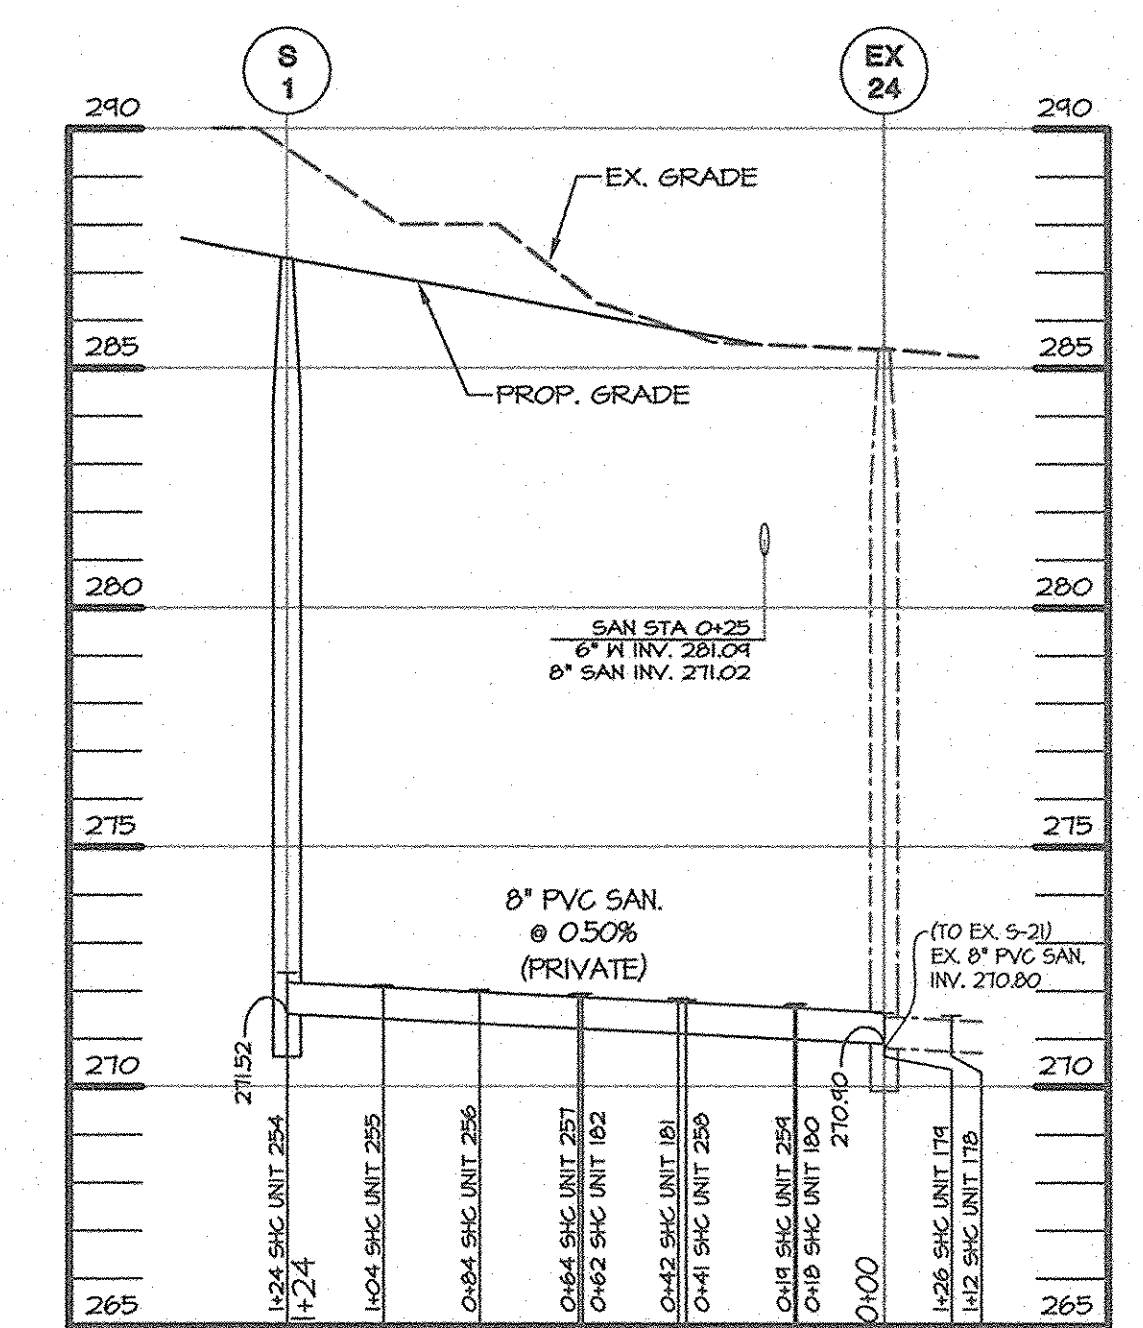 S
1
EX
24
290
290
EX. GRADE
285
285
PROP. GRADE
280
280
SAN STA 0+25
6" W INV. 281.09
8" SAN INV. 271.02
275
275
8" PVC SAN.
@ 0.50%
(PRIVATE)
(TO EX. S-21)
EX. 8" PVC SAN.
INV. 270.80
271.52
270.90
270
270
1+24 SHC UNIT 254
1+24
1+04 SHC UNIT 255
0+84 SHC UNIT 256
0+64 SHC UNIT 257
0+62 SHC UNIT 182
0+42 SHC UNIT 181
0+41 SHC UNIT 258
0+19 SHC UNIT 259
0+18 SHC UNIT 180
0+00
1+26 SHC UNIT 179
1+12 SHC UNIT 178
265
265